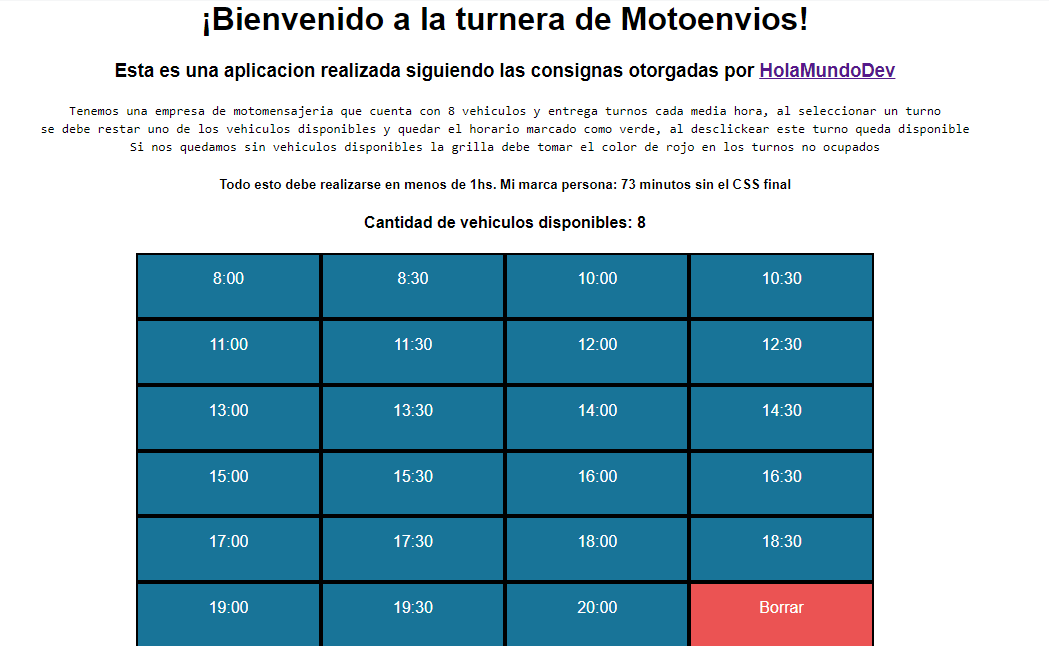 ¡Bienvenido a la turnera de Motoenvios!
Esta es una aplicacion realizada siguiendo las consignas otorgadas por HolaMundoDev
Tenemos una empresa de motomensajeria que cuenta con 8 vehiculos y entrega turnos cada media hora, al seleccionar un turno
se debe restar uno de los vehiculos disponibles y quedar el horario marcado como verde, al desclickear este turno queda disponible
Si nos quedamos sin vehiculos disponibles la grilla debe tomar el color de rojo en los turnos no ocupados
Todo esto debe realizarse en menos de 1hs. Mi marca persona: 73 minutos sin el CSS final
Cantidad de vehiculos disponibles: 8
8:00 8:30 10:00 10:30
11:00 11:30 12:00 12:30
13:00 13:30 14:00 14:30
15:00 15:30 16:00 16:30
17:00 17:30 18:00 18:30
19:00 19:30 20:00 Borrar